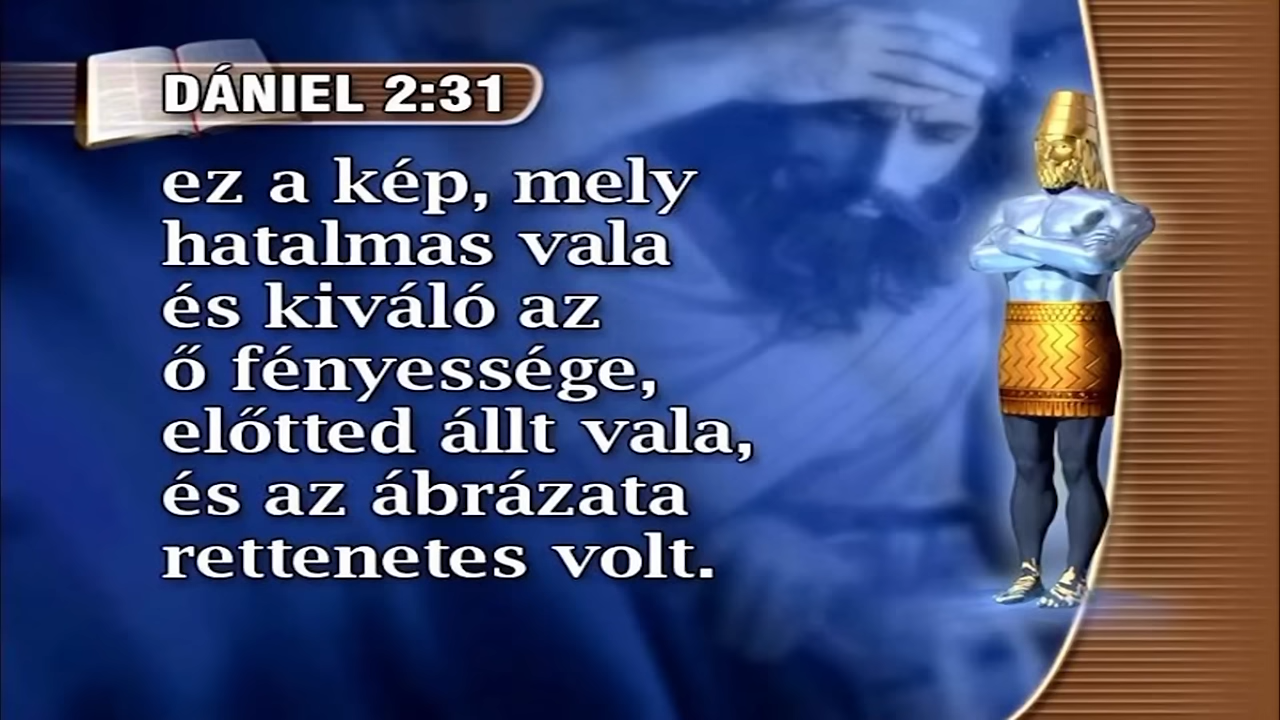 DÁNIEL 2:31
ez a kép, mely
hatalmas vala
és kiváló az
ő fényessége,
előtted állt vala,
és az ábrázata
rettenetes volt.